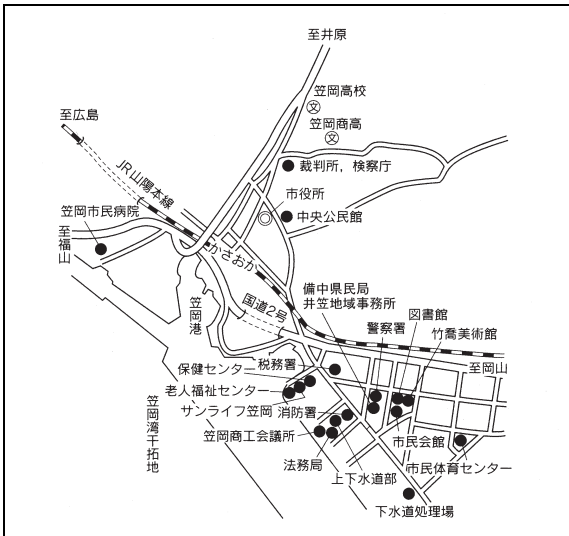 至井原
笠岡高校
文
至広島
笠岡商高
文
JR山陽本線
裁判所，検察庁
市役所
笠岡市民病院
中央公民館
至福山
かさおか
備中県民局
井笠地域事務所
図書館
笠岡港
国道2号
警察署
竹喬美術館
税務署
保健センター
至岡山
老人福祉センター
サンライフ笠岡
消防署
笠岡湾干拓地
笠岡商工会議所
市民会館
法務局
市民体育センター
上下水道部
下水道処理場